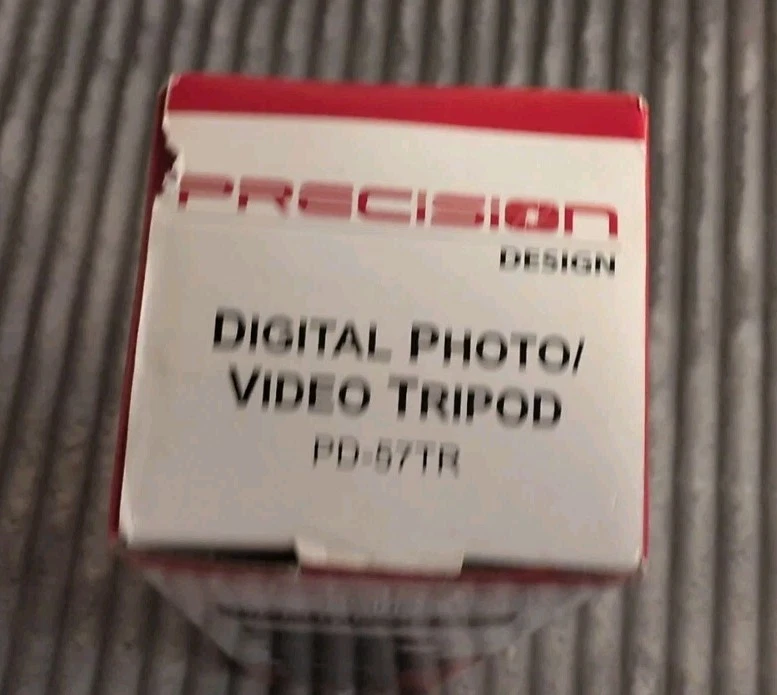 PRECISION
DESIGN
DIGITAL PHOTO/
VIDEO TRIPOD
PD-57TR